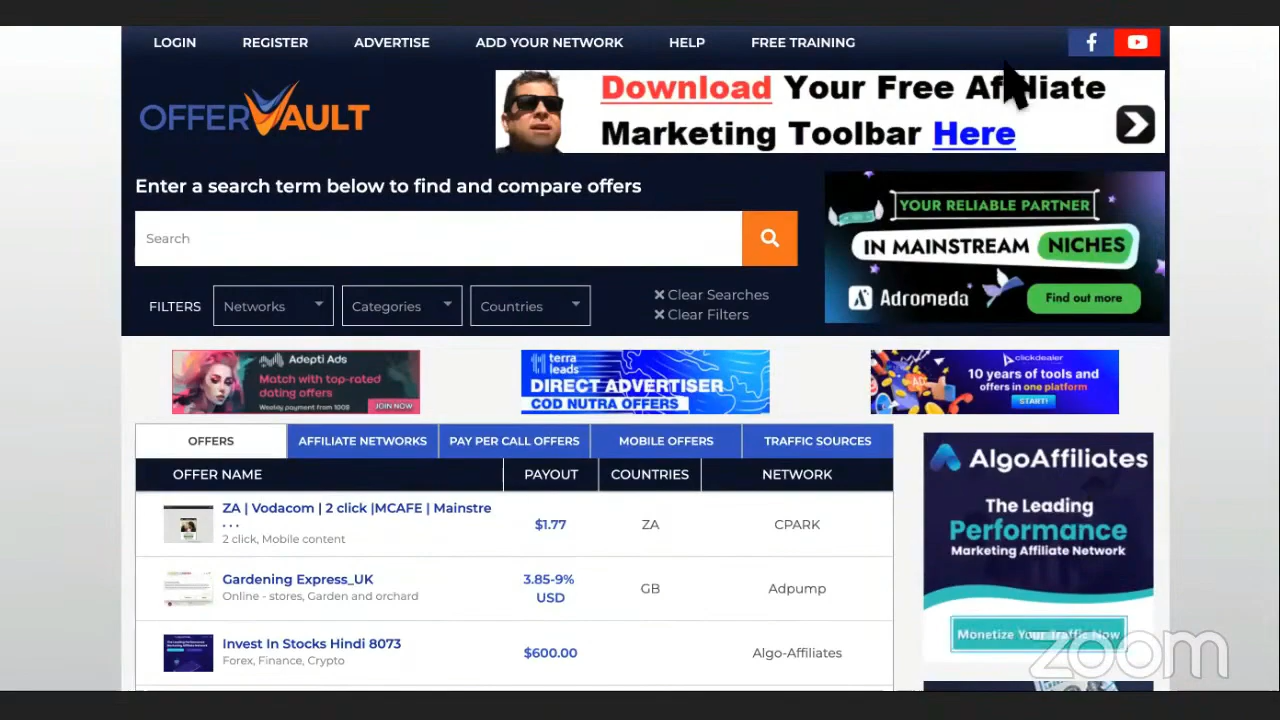 LOGIN
REGISTER
ADVERTISE
ADD YOUR NETWORK
HELP
FREE TRAINING
OFFERVAULT
Download Your Free Affiliate
Marketing Toolbar Here
Enter a search term below to find and compare offers
Search
FILTERS
Networks
Categories
Countries
Clear Searches
Clear Filters
YOUR RELIABLE PARTNER
IN MAINSTREAM NICHES
Adromeda
Find out more
Adepti Ads
Match with top-rated
dating offers
Weekly payment from 100$
JOIN NOW
terra
leads
DIRECT ADVERTISER
COD NUTRA OFFERS
clickdealer
10 years of tools and
offers in one platform
START!
OFFERS
AFFILIATE NETWORKS
PAY PER CALL OFFERS
MOBILE OFFERS
TRAFFIC SOURCES
OFFER NAME
PAYOUT
COUNTRIES
NETWORK
ZA | Vodacom | 2 click |MCAFE | Mainstre
. . .
2 click, Mobile content
$1.77
ZA
CPARK
Gardening Express_UK
Online - stores, Garden and orchard
3.85-9%
USD
GB
Adpump
Invest In Stocks Hindi 8073
Forex, Finance, Crypto
$600.00
Algo-Affiliates
AlgoAffiliates
The Leading
Performance
Marketing Affiliate Network
Monetize Your Traffic Now
zoom